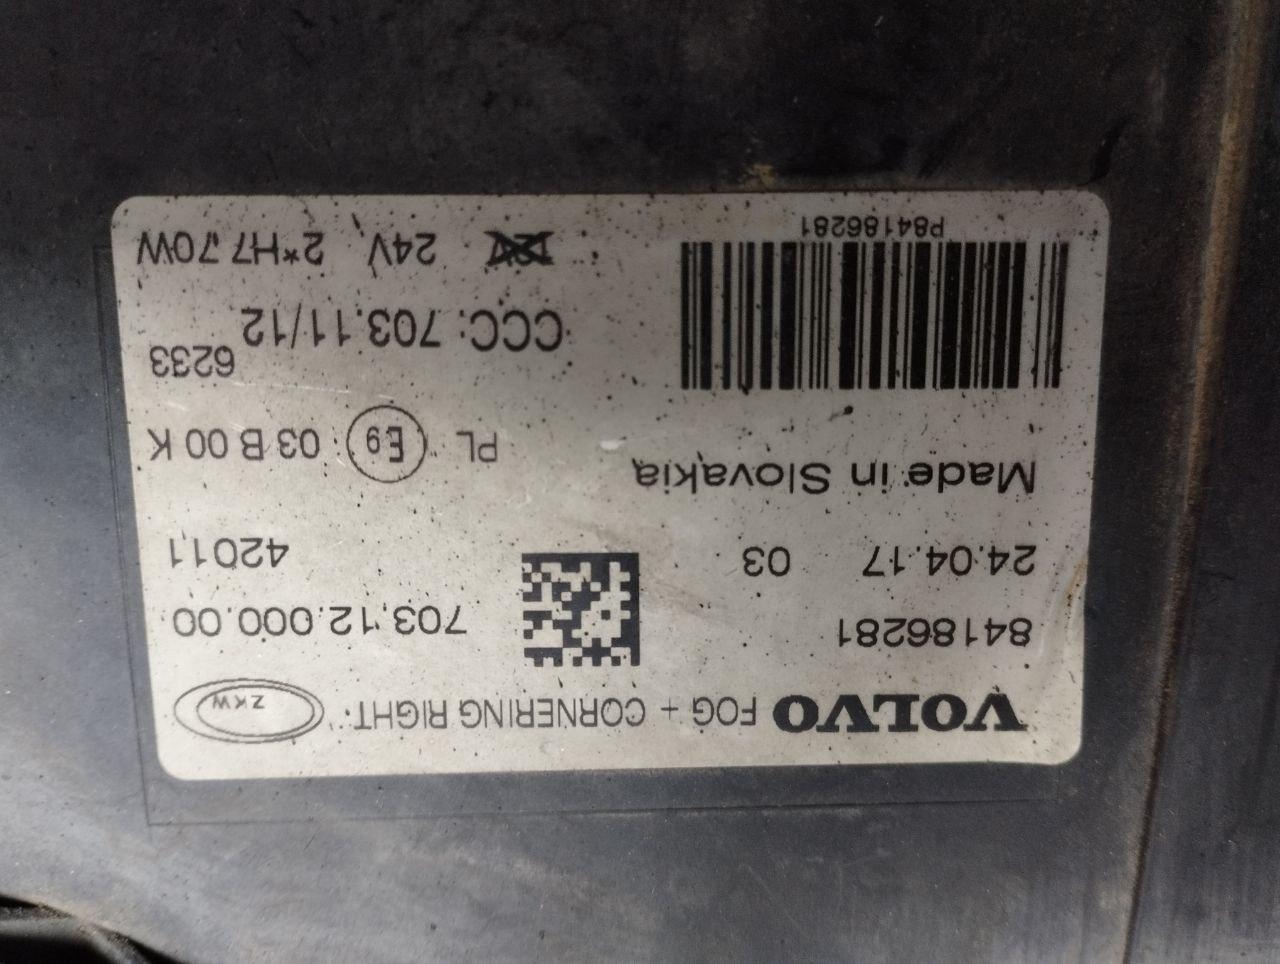 VOLVO FOG + CORNERING RIGHT ZKW
84186281 703.12.000.00
24.04.17 03 42011
Made in Slovakia PL E9 03 B 00 K
6233
CCC: 703.11/12
12V 24V 2*H7 70W
P84186281